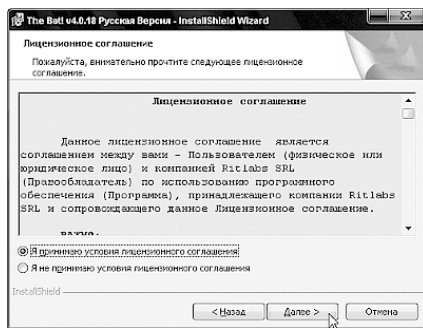 The Bat! v4.0.18 Русская Версия - InstallShield Wizard
Лицензионное соглашение
Пожалуйста, внимательно прочтите следующее лицензионное
соглашение.
Лицензионное соглашение
Данное лицензионное соглашение является
соглашением между вами - Пользователем (физическое или
юридическое лицо) и компанией Ritlabs SRL
(Правообладатель) по использованию программного
обеспечения (Программа), принадлежащего компании Ritlabs
SRL и сопровождающего данное Лицензионное соглашение.
Я принимаю условия лицензионного соглашения
Я не принимаю условия лицензионного соглашения
InstallShield
< Назад
Далее >
Отмена